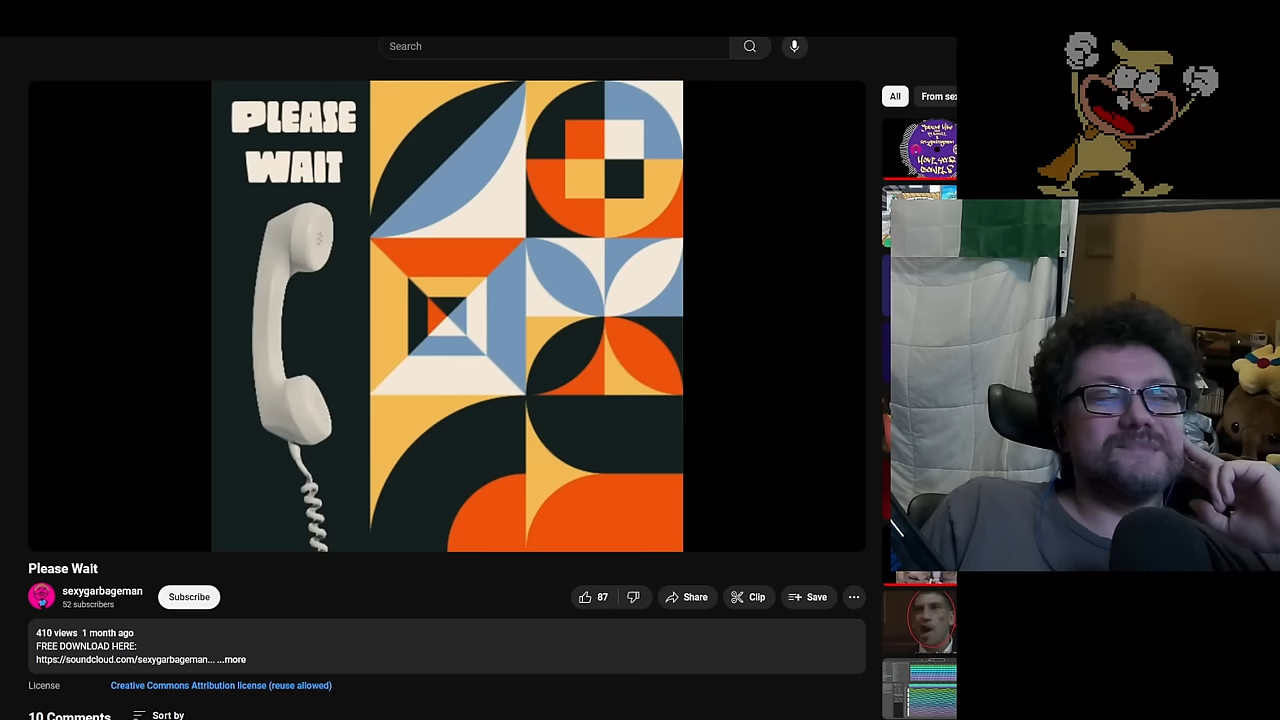 Search
PLEASE
WAIT
All
From se
Please Wait
sexygarbageman
52 subscribers
Subscribe
87
Share
Clip
Save
410 views 1 month ago
FREE DOWNLOAD HERE:
https://soundcloud.com/sexygarbageman... ...more
License
Creative Commons Attribution license (reuse allowed)
10 Comments
Sort by